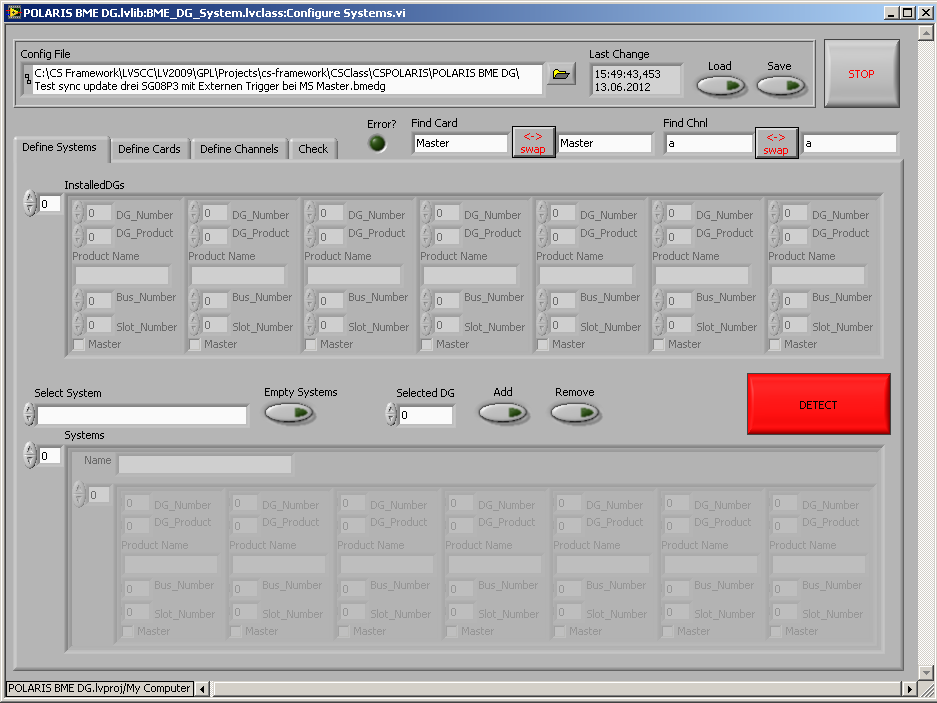 POLARIS BME DG.lvlib:BME_DG_System.lvclass:Configure Systems.vi
Config File
C:\CS Framework\LVSCC\LV2009\GPL\Projects\cs-framework\CSClass\CSPOLARIS\POLARIS BME DG\
Test sync update drei SG08P3 mit Externen Trigger bei MS Master.bmedg
Last Change
15:49:43,453
13.06.2012
Load
Save
STOP
Error?
Find Card
Master
<->
swap
Master
Find Chnl
a
<->
swap
a
Define Systems
Define Cards
Define Channels
Check
InstalledDGs
0
0 DG_Number 0 DG_Number 0 DG_Number 0 DG_Number 0 DG_Number 0 DG_Number 0 DG_Number
0 DG_Product 0 DG_Product 0 DG_Product 0 DG_Product 0 DG_Product 0 DG_Product 0 DG_Product
Product Name Product Name Product Name Product Name Product Name Product Name Product Name
0 Bus_Number 0 Bus_Number 0 Bus_Number 0 Bus_Number 0 Bus_Number 0 Bus_Number 0 Bus_Number
0 Slot_Number 0 Slot_Number 0 Slot_Number 0 Slot_Number 0 Slot_Number 0 Slot_Number 0 Slot_Number
Master Master Master Master Master Master Master
Select System
Empty Systems
Selected DG
0
Add
Remove
DETECT
Systems
0
Name
0
0 DG_Number 0 DG_Number 0 DG_Number 0 DG_Number 0 DG_Number 0 DG_Number 0 DG_Number
0 DG_Product 0 DG_Product 0 DG_Product 0 DG_Product 0 DG_Product 0 DG_Product 0 DG_Product
Product Name Product Name Product Name Product Name Product Name Product Name Product Name
0 Bus_Number 0 Bus_Number 0 Bus_Number 0 Bus_Number 0 Bus_Number 0 Bus_Number 0 Bus_Number
0 Slot_Number 0 Slot_Number 0 Slot_Number 0 Slot_Number 0 Slot_Number 0 Slot_Number 0 Slot_Number
Master Master Master Master Master Master Master
POLARIS BME DG.lvproj/My Computer